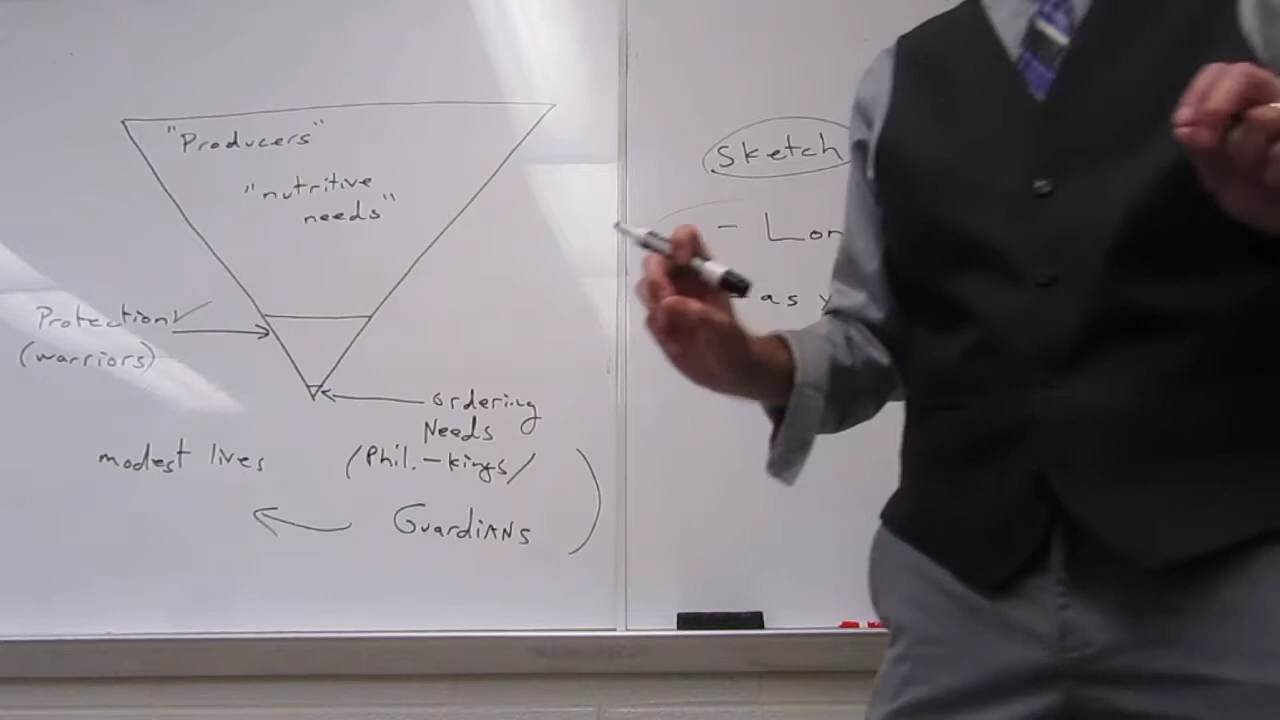 "Producers"
"nutritive
needs"
Protection ✓
(warriors)
ordering
Needs
(Phil.-kings/
Guardians)
modest lives
Sketch
- Lon
- as